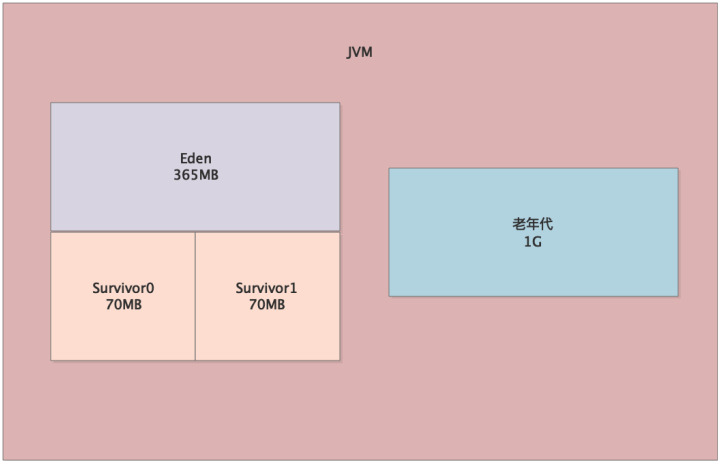 JVM
Eden
365MB
老年代
1G
Survivor0
70MB
Survivor1
70MB